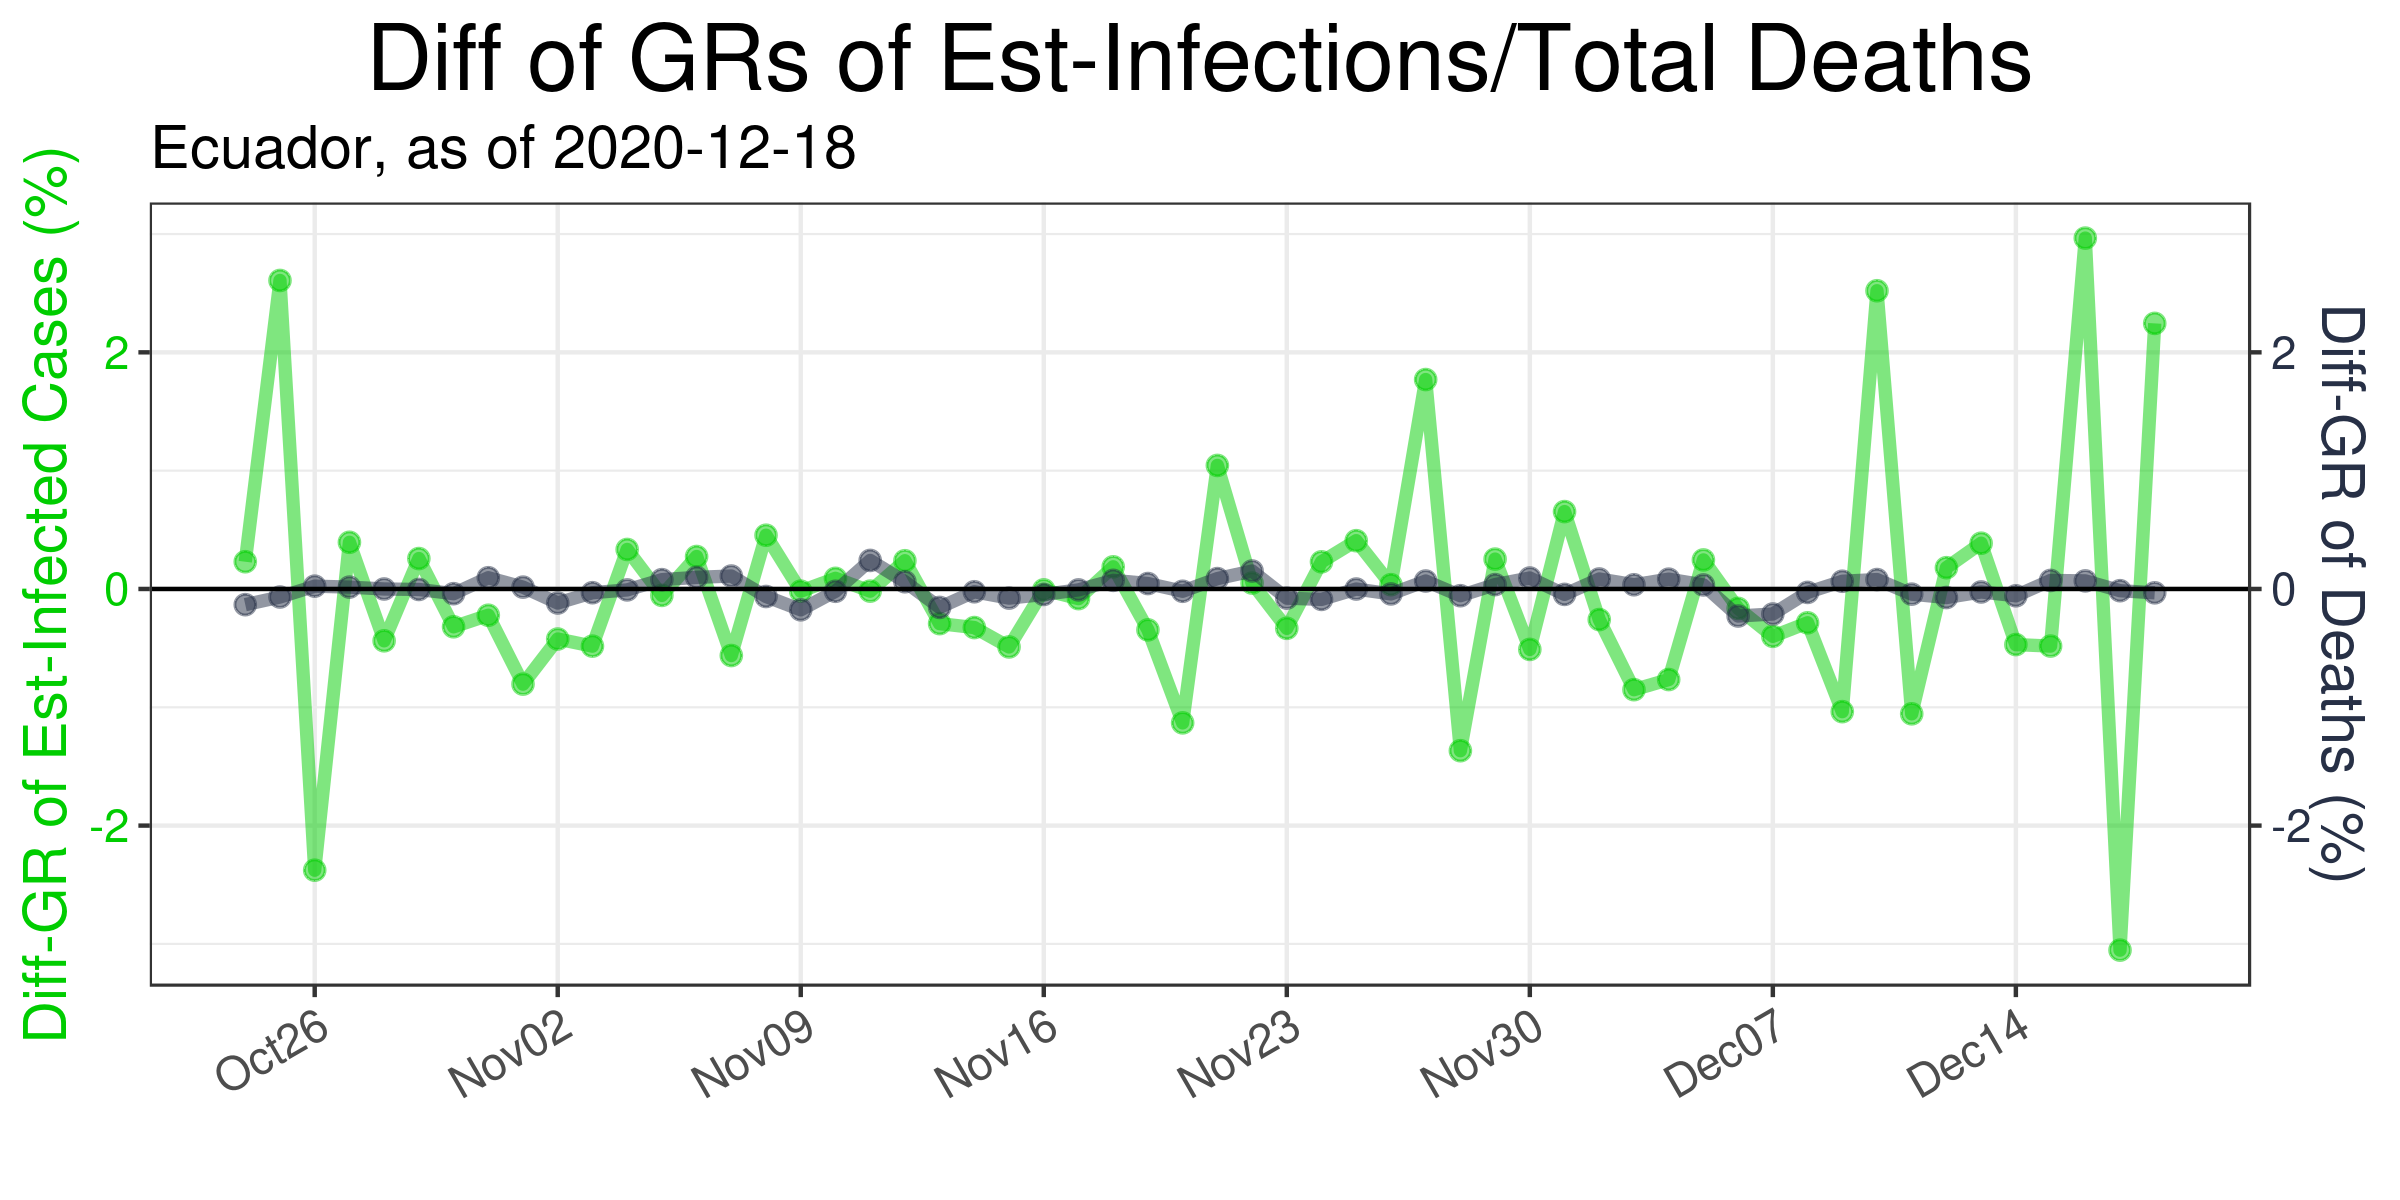 Diff of GRs of Est-Infections/Total Deaths
Ecuador, as of 2020-12-18
Diff-GR of Est-Infected Cases (%)
2
0
-2
2
0
-2
Diff-GR of Deaths (%)
Oct26
Nov02
Nov09
Nov16
Nov23
Nov30
Dec07
Dec14